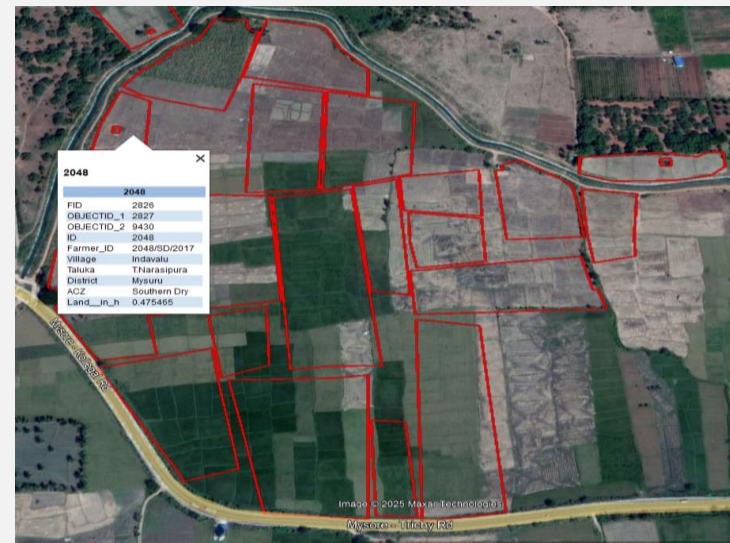 2048
2048
FID 2826
OBJECTID_1 2827
OBJECTID_2 9430
ID 2048
Farmer_ID 2048/SD/2017
Village Indavalu
Taluka T.Narasipura
District Mysuru
ACZ Southern Dry
Land__in_h 0.475465
Image © 2025 Maxar Technologies
Mysore - Trichy Rd